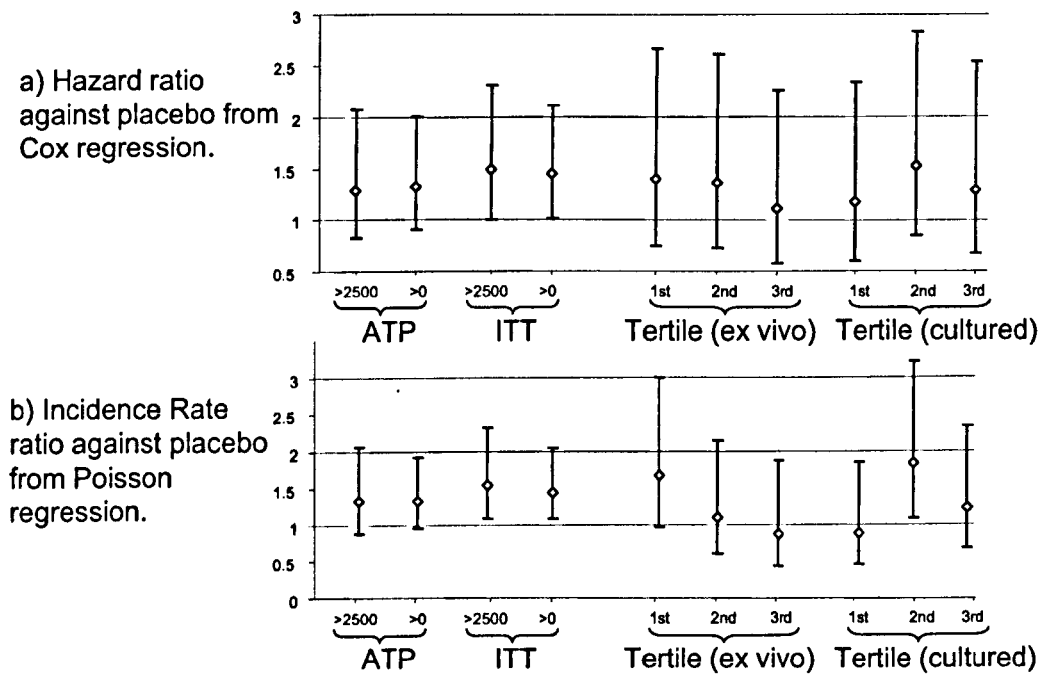 a) Hazard ratio
against placebo from
Cox regression.
3
2.5
2
1.5
1
0.5
>2500 >0 >2500 >0 1st 2nd 3rd 1st 2nd 3rd
ATP ITT Tertile (ex vivo) Tertile (cultured)
b) Incidence Rate
ratio against placebo
from Poisson
regression.
3
2.5
2
1.5
1
0.5
0
>2500 >0 >2500 >0 1st 2nd 3rd 1st 2nd 3rd
ATP ITT Tertile (ex vivo) Tertile (cultured)